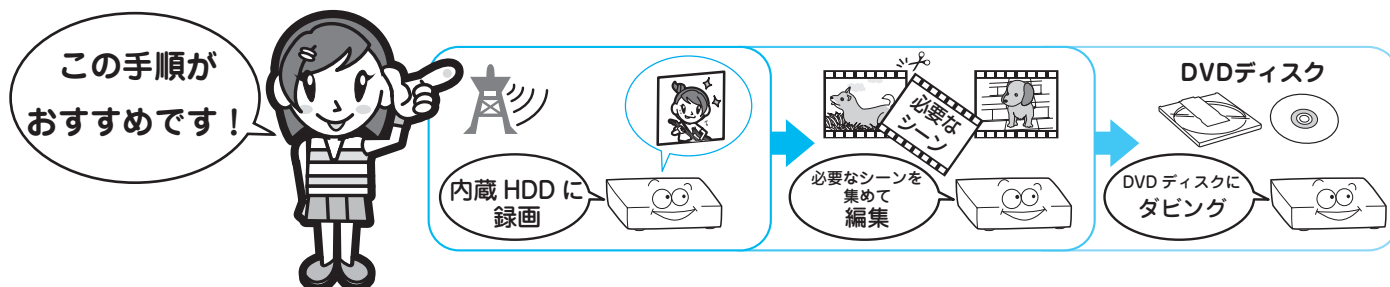 この手順が
おすすめです！
内蔵 HDD に
録画
必要な
シーン
必要なシーンを
集めて
編集
DVDディスク
DVD ディスクに
ダビング